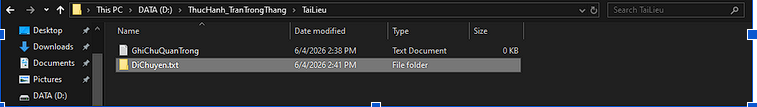 This PC > DATA (D:) > ThucHanh_TranTrongThang > TaiLieu
Search TaiLieu
Name Date modified Type Size
Desktop
Downloads
Documents
Pictures
DATA (D:)
GhiChuQuanTrong 6/4/2026 2:38 PM Text Document 0 KB
DiChuyen.txt 6/4/2026 2:41 PM File folder